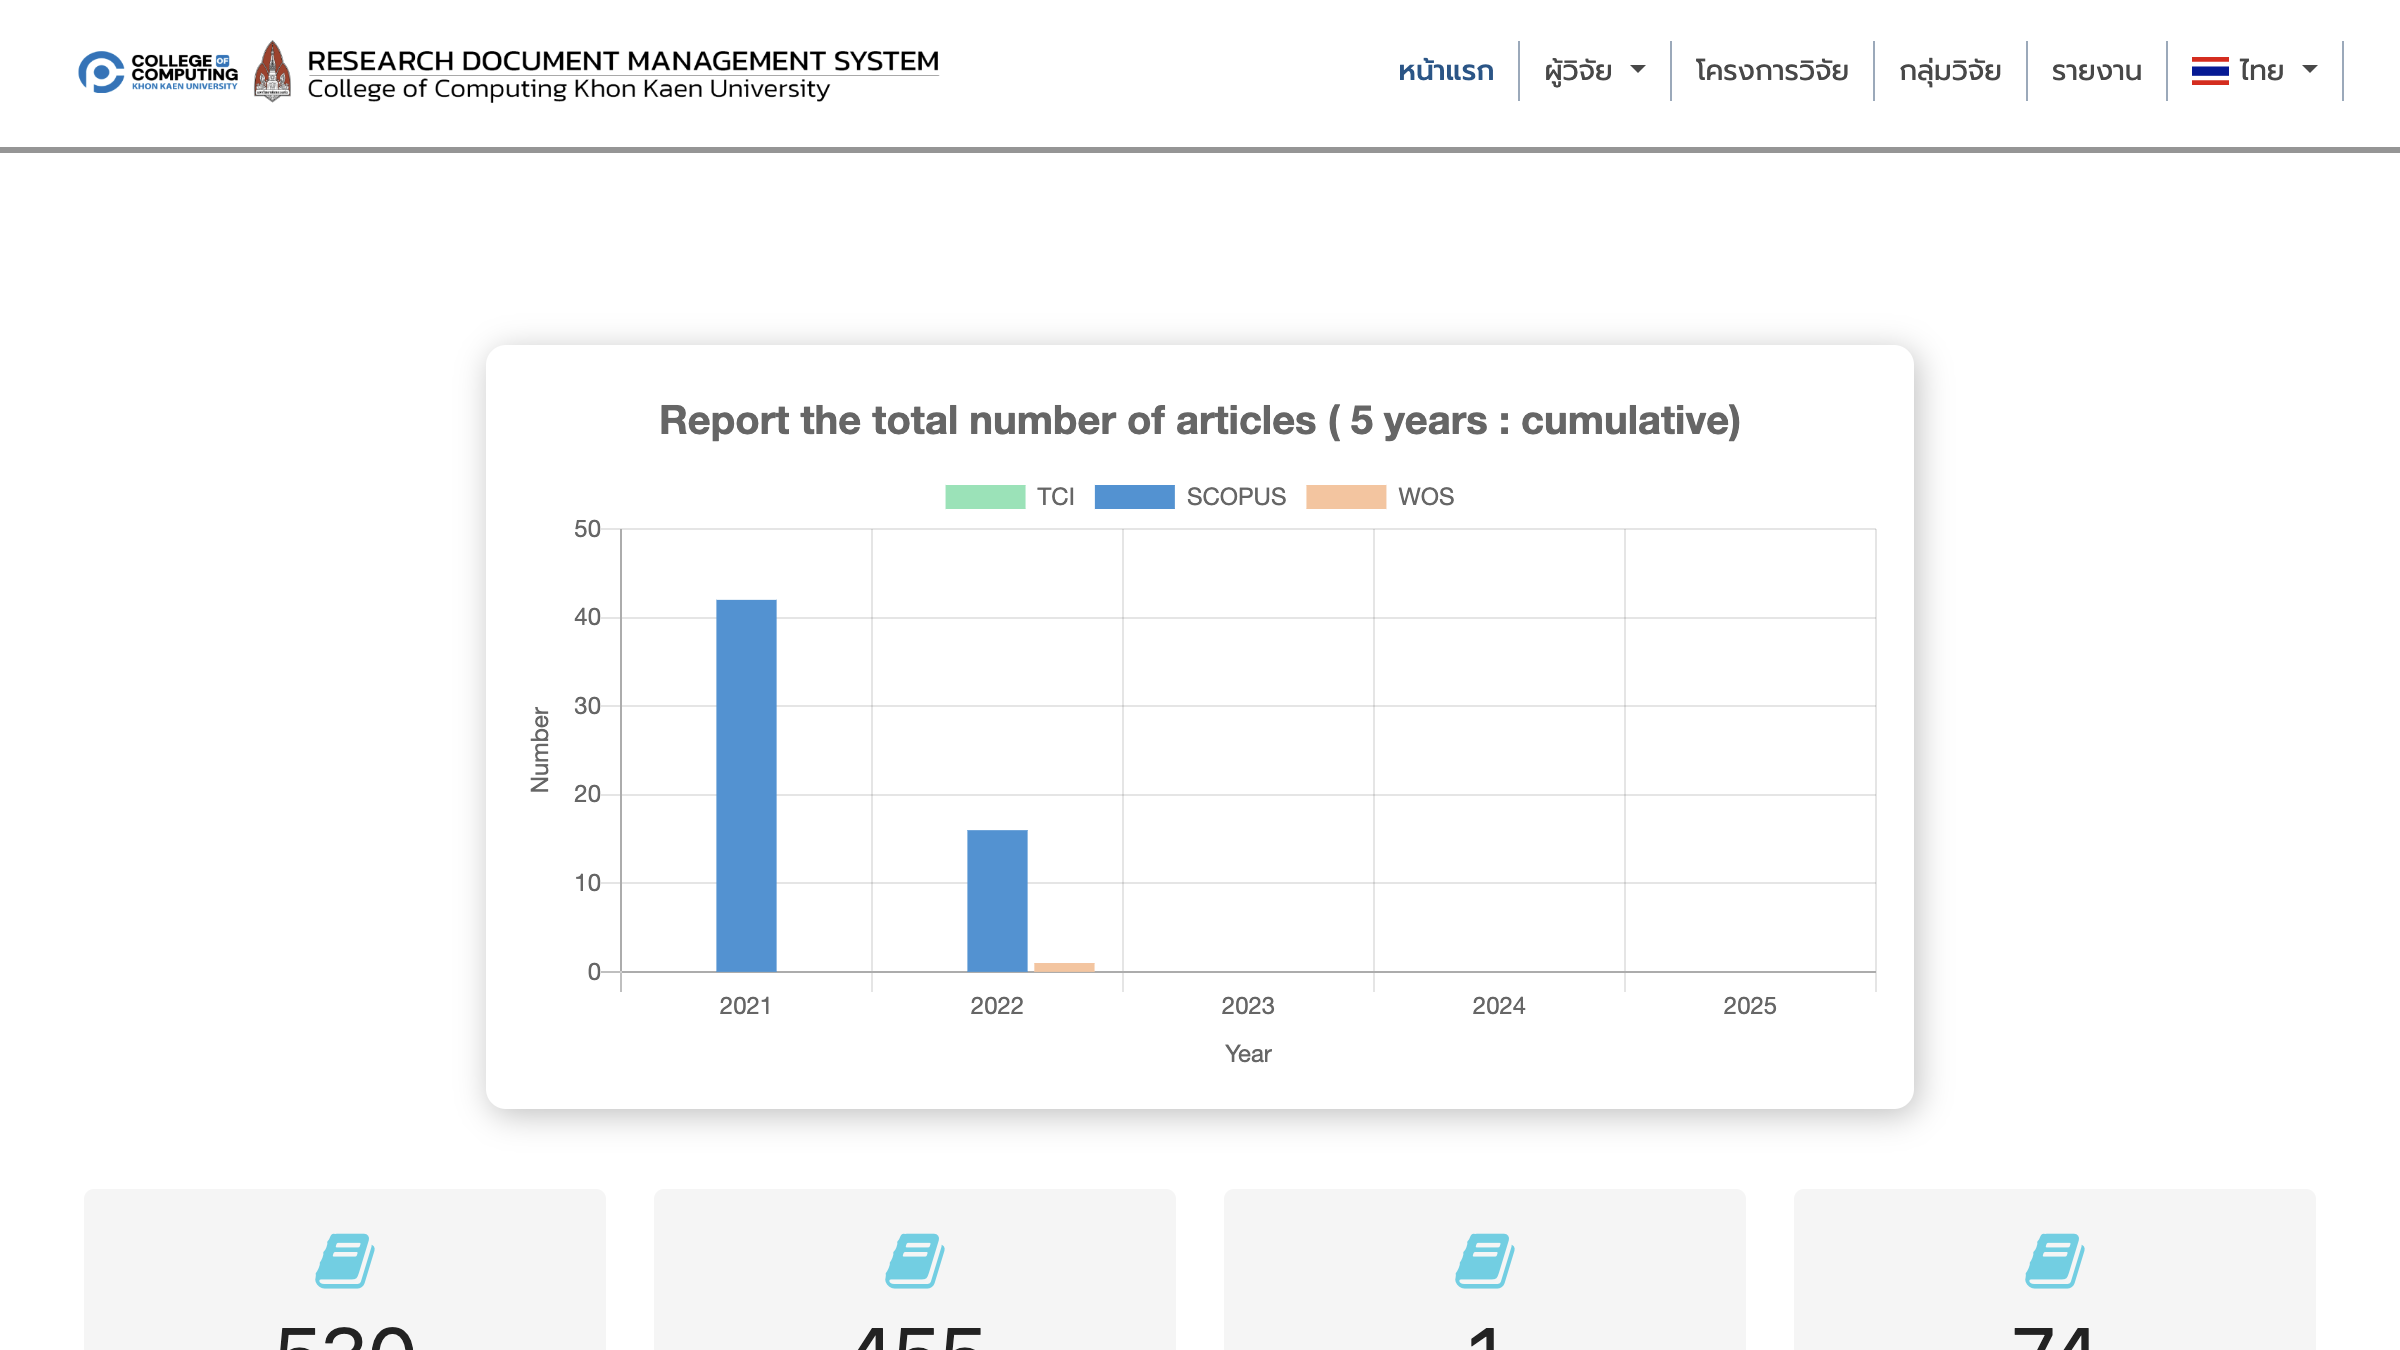 COLLEGE OF
COMPUTING
KHON KAEN UNIVERSITY
RESEARCH DOCUMENT MANAGEMENT SYSTEM
College of Computing Khon Kaen University
หน้าแรก
ผู้วิจัย
โครงการวิจัย
กลุ่มวิจัย
รายงาน
ไทย
Report the total number of articles ( 5 years : cumulative)
TCI SCOPUS WOS
50
40
30
20
10
0
Number
2021 2022 2023 2024 2025
Year
455
1
74